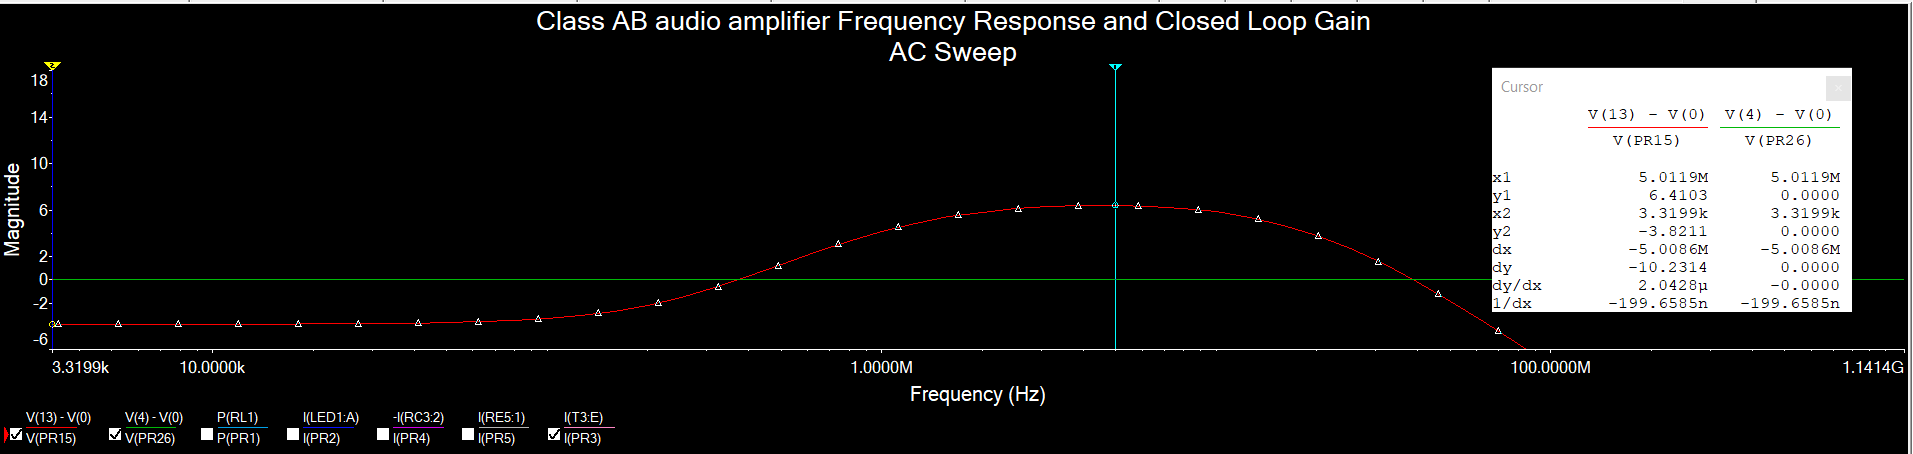 Class AB audio amplifier Frequency Response and Closed Loop Gain
AC Sweep
2
1
18
14
10
6
2
0
-2
-6
Magnitude
3.3199k 10.0000k 1.0000M 100.0000M 1.1414G
Frequency (Hz)
Cursor
V(13) - V(0) V(4) - V(0)
V(PR15) V(PR26)
x1 5.0119M 5.0119M
y1 6.4103 0.0000
x2 3.3199k 3.3199k
y2 -3.8211 0.0000
dx -5.0086M -5.0086M
dy -10.2314 0.0000
dy/dx 2.0428µ -0.0000
1/dx -199.6585n -199.6585n
V(13) - V(0) V(4) - V(0) P(RL1) I(LED1:A) -I(RC3:2) I(RE5:1) I(T3:E)
V(PR15) V(PR26) P(PR1) I(PR2) I(PR4) I(PR5) I(PR3)